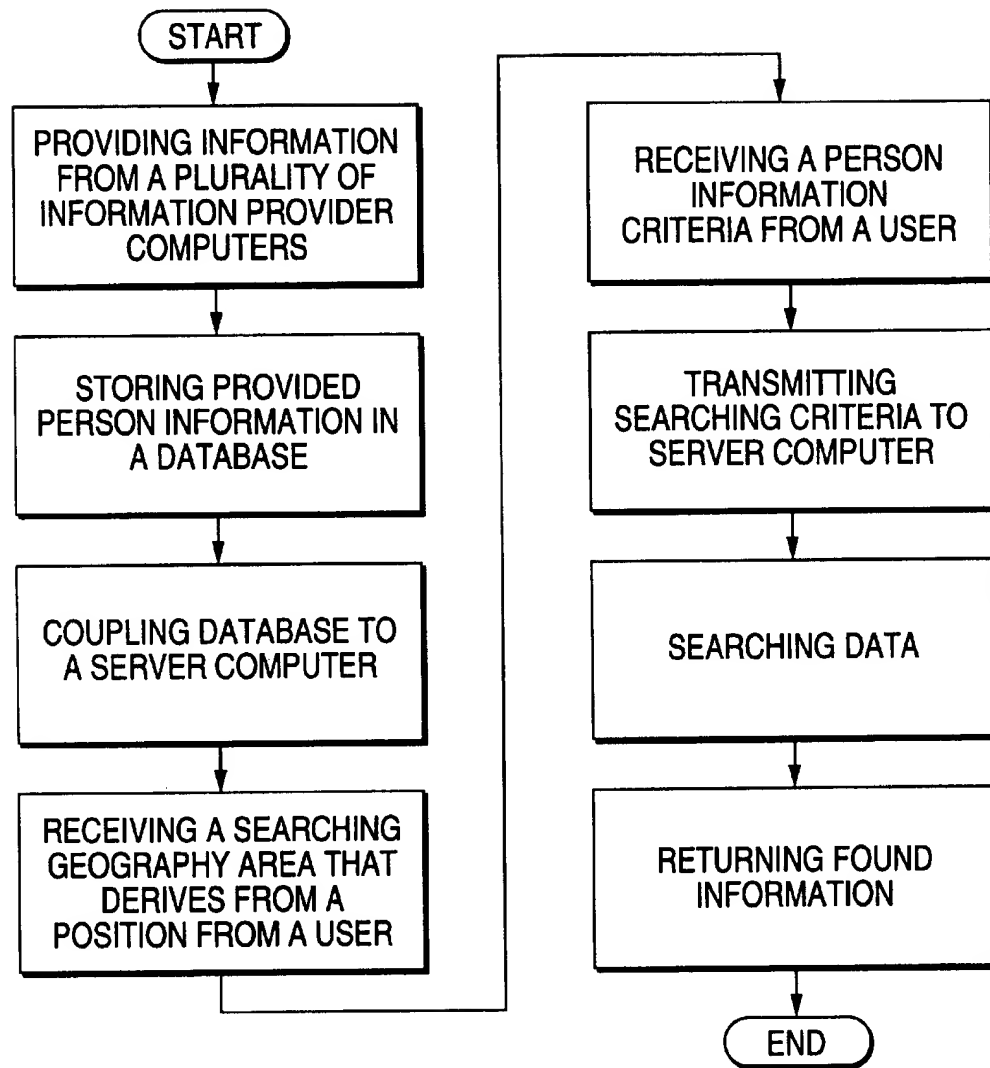 START
PROVIDING INFORMATION
FROM A PLURALITY OF
INFORMATION PROVIDER
COMPUTERS
STORING PROVIDED
PERSON INFORMATION IN
A DATABASE
COUPLING DATABASE TO
A SERVER COMPUTER
RECEIVING A SEARCHING
GEOGRAPHY AREA THAT
DERIVES FROM A
POSITION FROM A USER
RECEIVING A PERSON
INFORMATION
CRITERIA FROM A USER
TRANSMITTING
SEARCHING CRITERIA TO
SERVER COMPUTER
SEARCHING DATA
RETURNING FOUND
INFORMATION
END